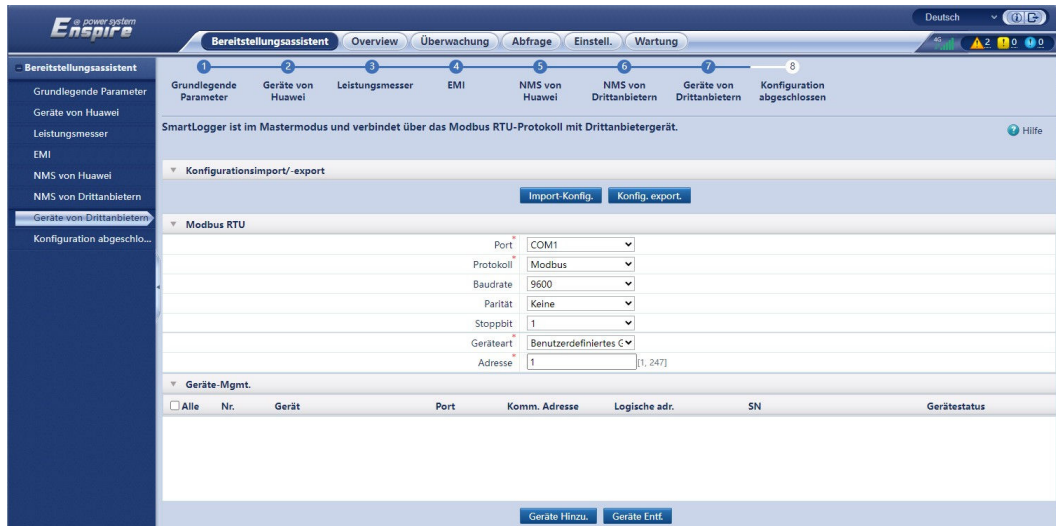 Enspire
e power system
Deutsch
Bereitstellungsassistent Overview Überwachung Abfrage Einstell. Wartung
4G 2 0 0
Bereitstellungsassistent
Grundlegende Parameter
Geräte von Huawei
Leistungsmesser
EMI
NMS von Huawei
NMS von Drittanbietern
Geräte von Drittanbietern
Konfiguration abgeschlo...
1 2 3 4 5 6 7 8
Grundlegende Parameter
Geräte von Huawei
Leistungsmesser
EMI
NMS von Huawei
NMS von Drittanbietern
Geräte von Drittanbietern
Konfiguration abgeschlossen
SmartLogger ist im Mastermodus und verbindet über das Modbus RTU-Protokoll mit Drittanbietergerät.
Hilfe
Konfigurationsimport/-export
Import-Konfig. Konfig. export.
Modbus RTU
Port* COM1
Protokoll* Modbus
Baudrate 9600
Parität Keine
Stoppbit 1
Geräteart* Benutzerdefiniertes G
Adresse* 1 [1, 247]
Geräte-Mgmt.
Alle Nr. Gerät Port Komm. Adresse Logische adr. SN Gerätestatus
Geräte Hinzu. Geräte Entf.